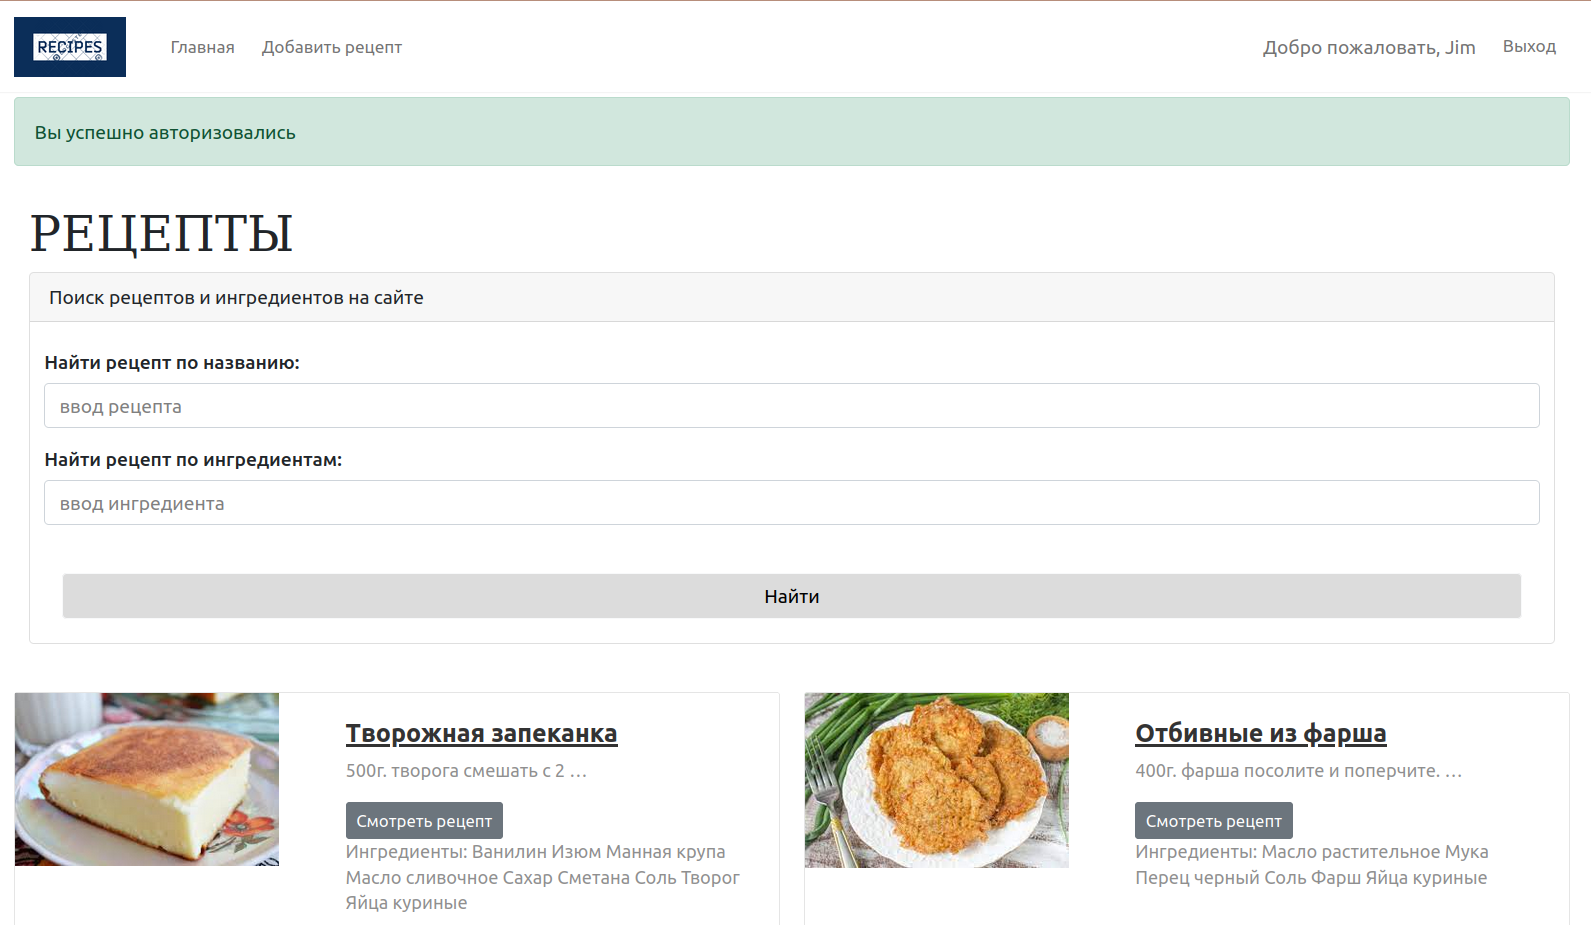 RECIPES
Главная
Добавить рецепт
Добро пожаловать, Jim
Выход
Вы успешно авторизовались
РЕЦЕПТЫ
Поиск рецептов и ингредиентов на сайте
Найти рецепт по названию:
ввод рецепта
Найти рецепт по ингредиентам:
ввод ингредиента
Найти
Творожная запеканка
500г. творога смешать с 2 …
Смотреть рецепт
Ингредиенты: Ванилин Изюм Манная крупа
Масло сливочное Сахар Сметана Соль Творог
Яйца куриные
Отбивные из фарша
400г. фарша посолите и поперчите. …
Смотреть рецепт
Ингредиенты: Масло растительное Мука
Перец черный Соль Фарш Яйца куриные